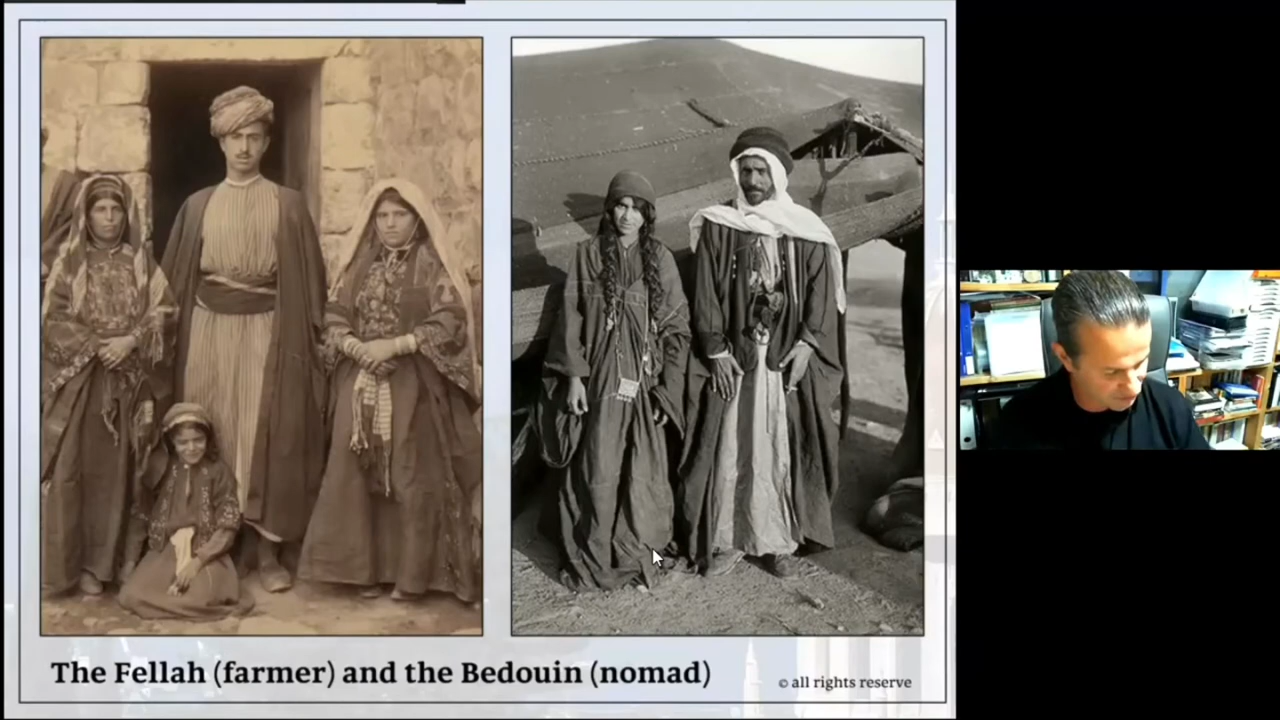 The Fellah (farmer) and the Bedouin (nomad)
© all rights reserve